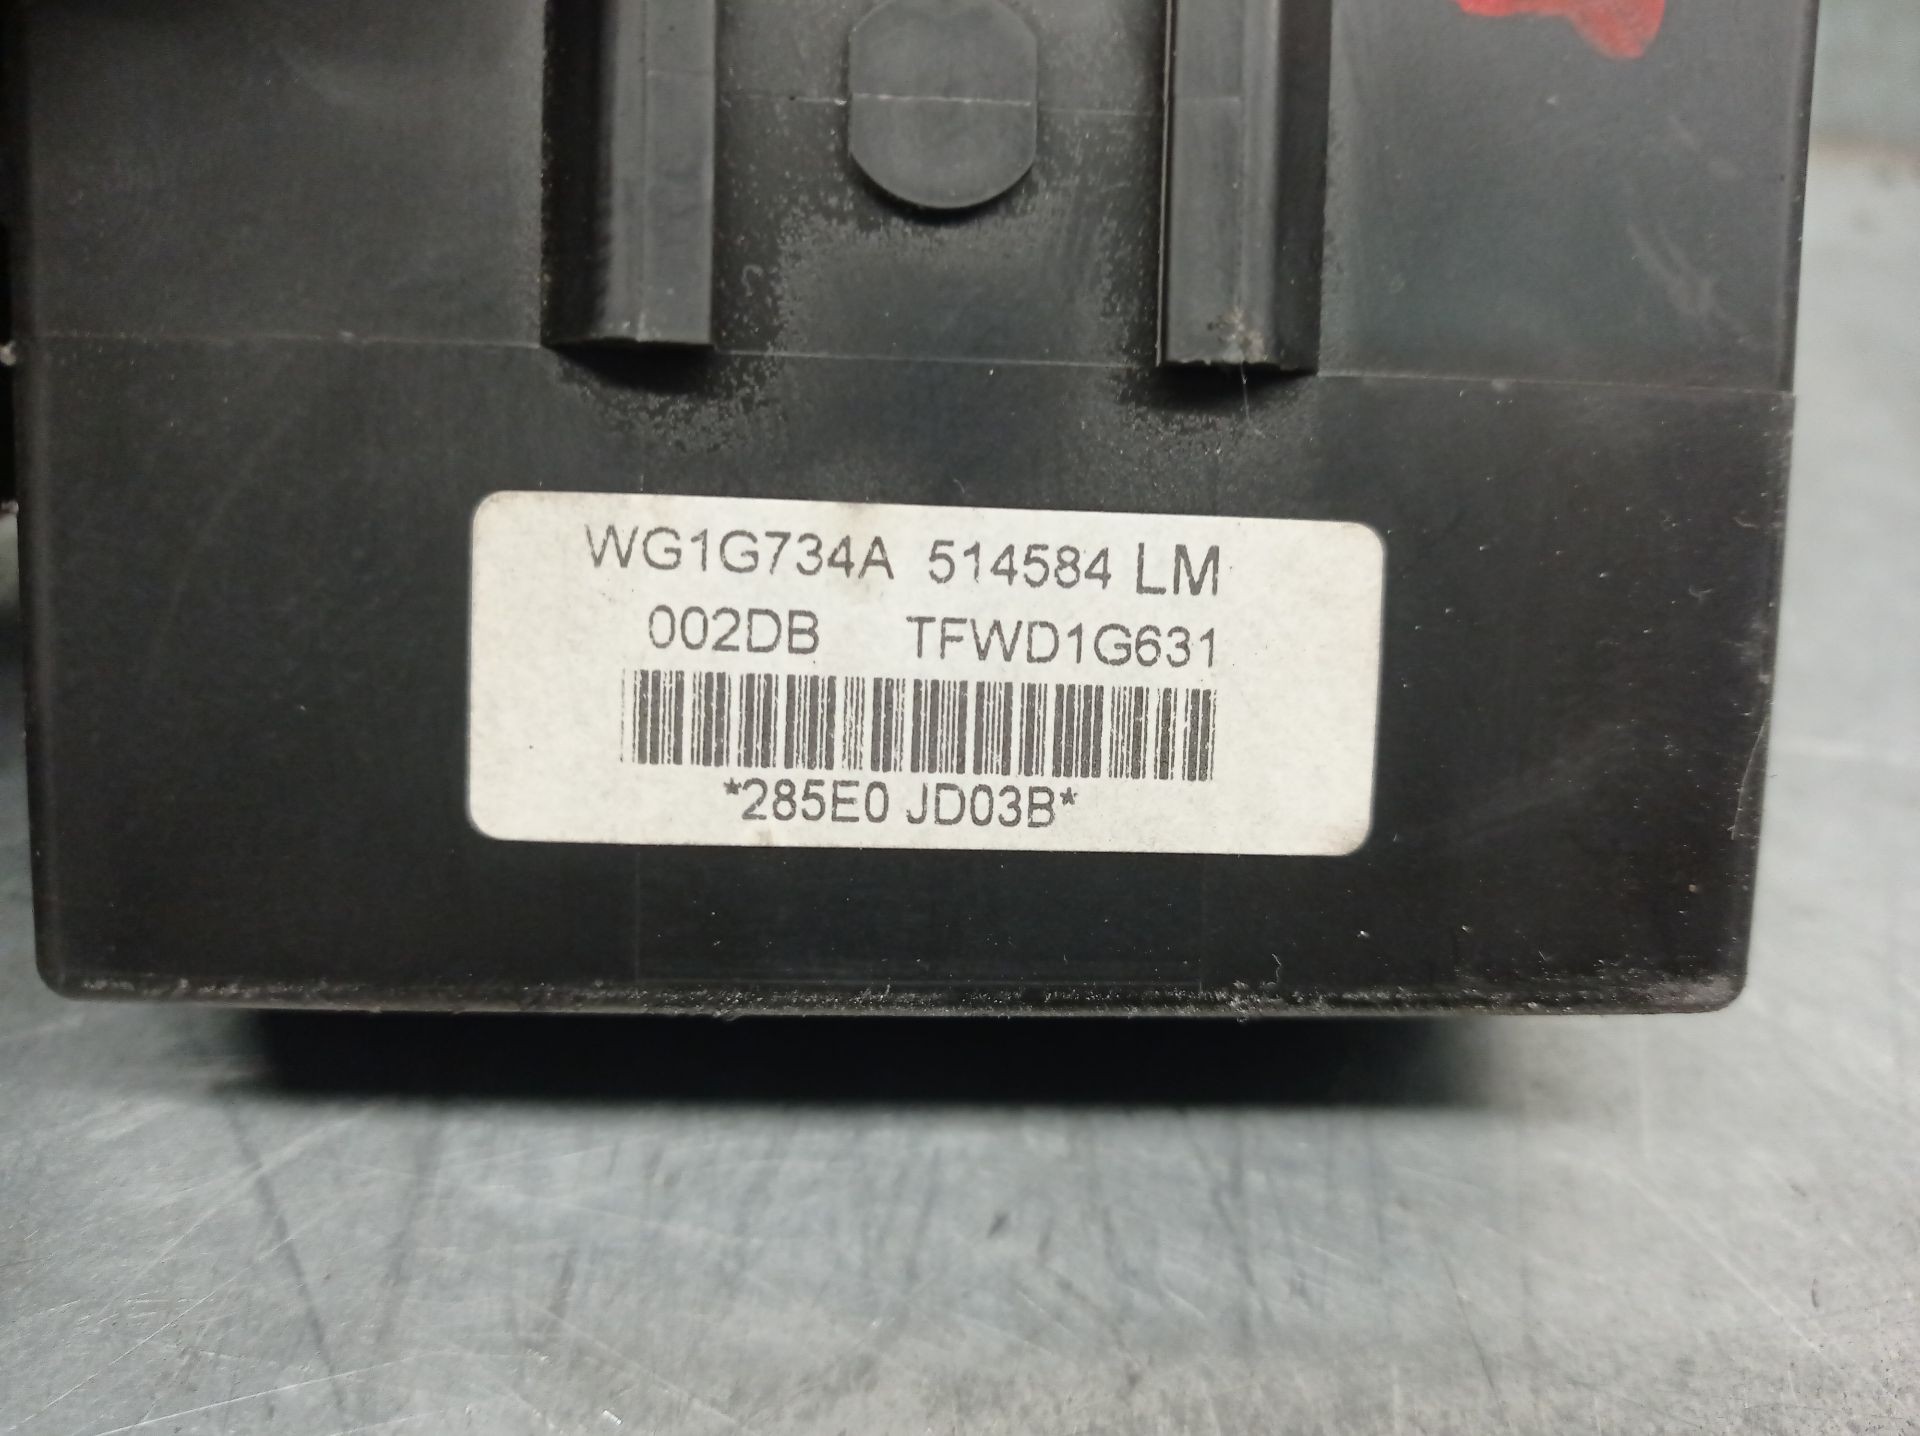 WG1G734A 514584 LM
002DB TFWD1G631
*285E0 JD03B*